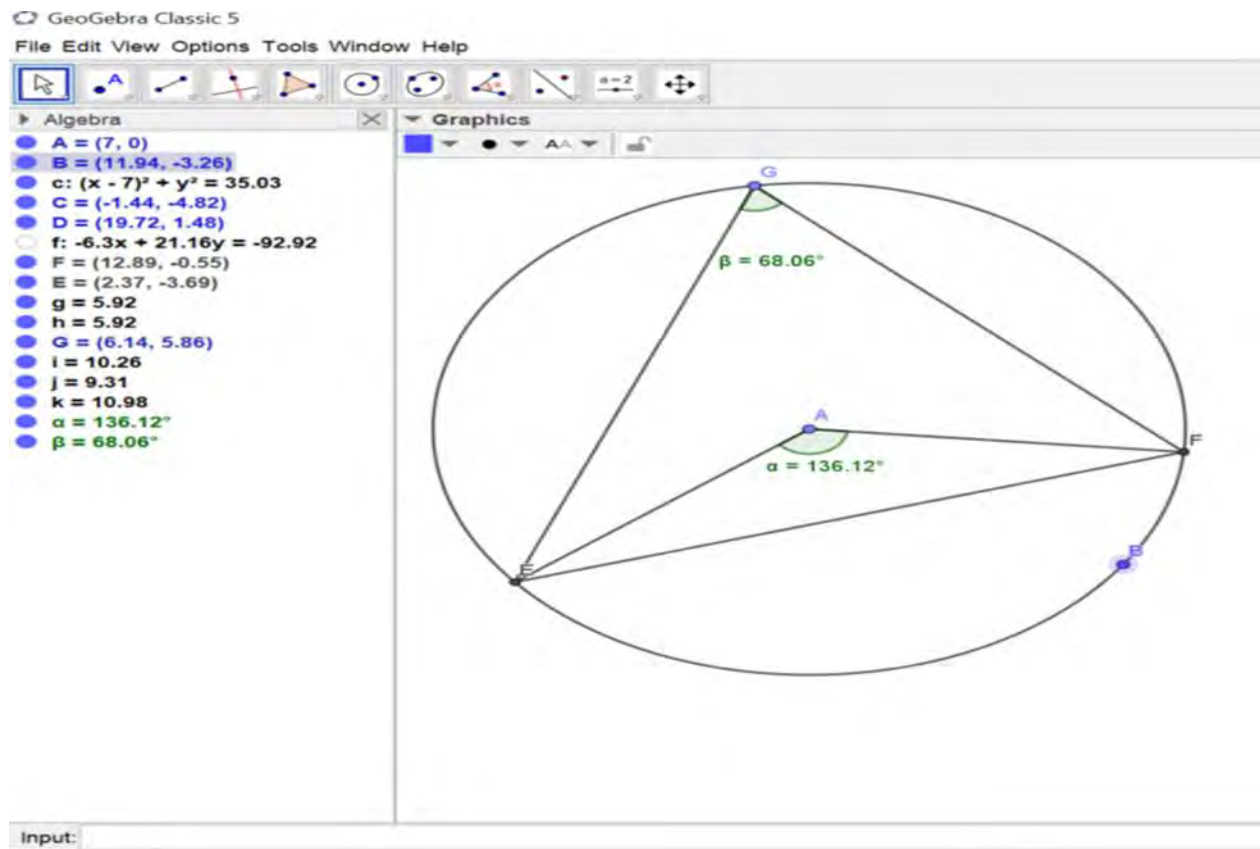 GeoGebra Classic 5
File Edit View Options Tools Window Help
A
a=2
Algebra
Graphics
AA
A = (7, 0)
B = (11.94, -3.26)
c: (x - 7)² + y² = 35.03
C = (-1.44, -4.82)
D = (19.72, 1.48)
f: -6.3x + 21.16y = -92.92
F = (12.89, -0.55)
E = (2.37, -3.69)
g = 5.92
h = 5.92
G = (6.14, 5.86)
i = 10.26
j = 9.31
k = 10.98
α = 136.12°
β = 68.06°
G
β = 68.06°
A
F
α = 136.12°
B
E
Input: